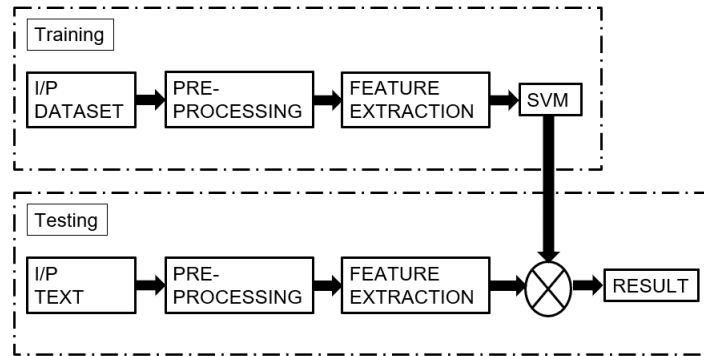 Training
I/P
DATASET
PRE-
PROCESSING
FEATURE
EXTRACTION
SVM
Testing
I/P
TEXT
PRE-
PROCESSING
FEATURE
EXTRACTION
RESULT